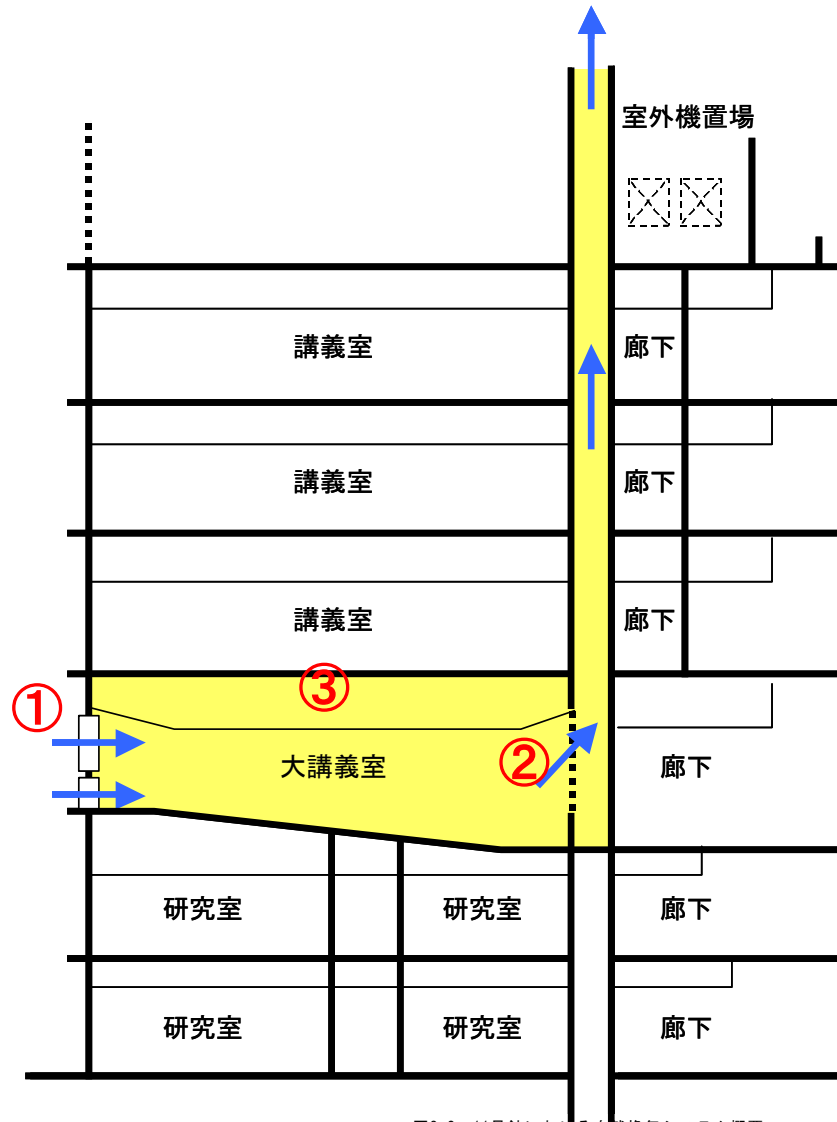 室外機置場
講義室 廊下
講義室 廊下
講義室 廊下
① ③
大講義室 ② 廊下
研究室 研究室 廊下
研究室 研究室 廊下